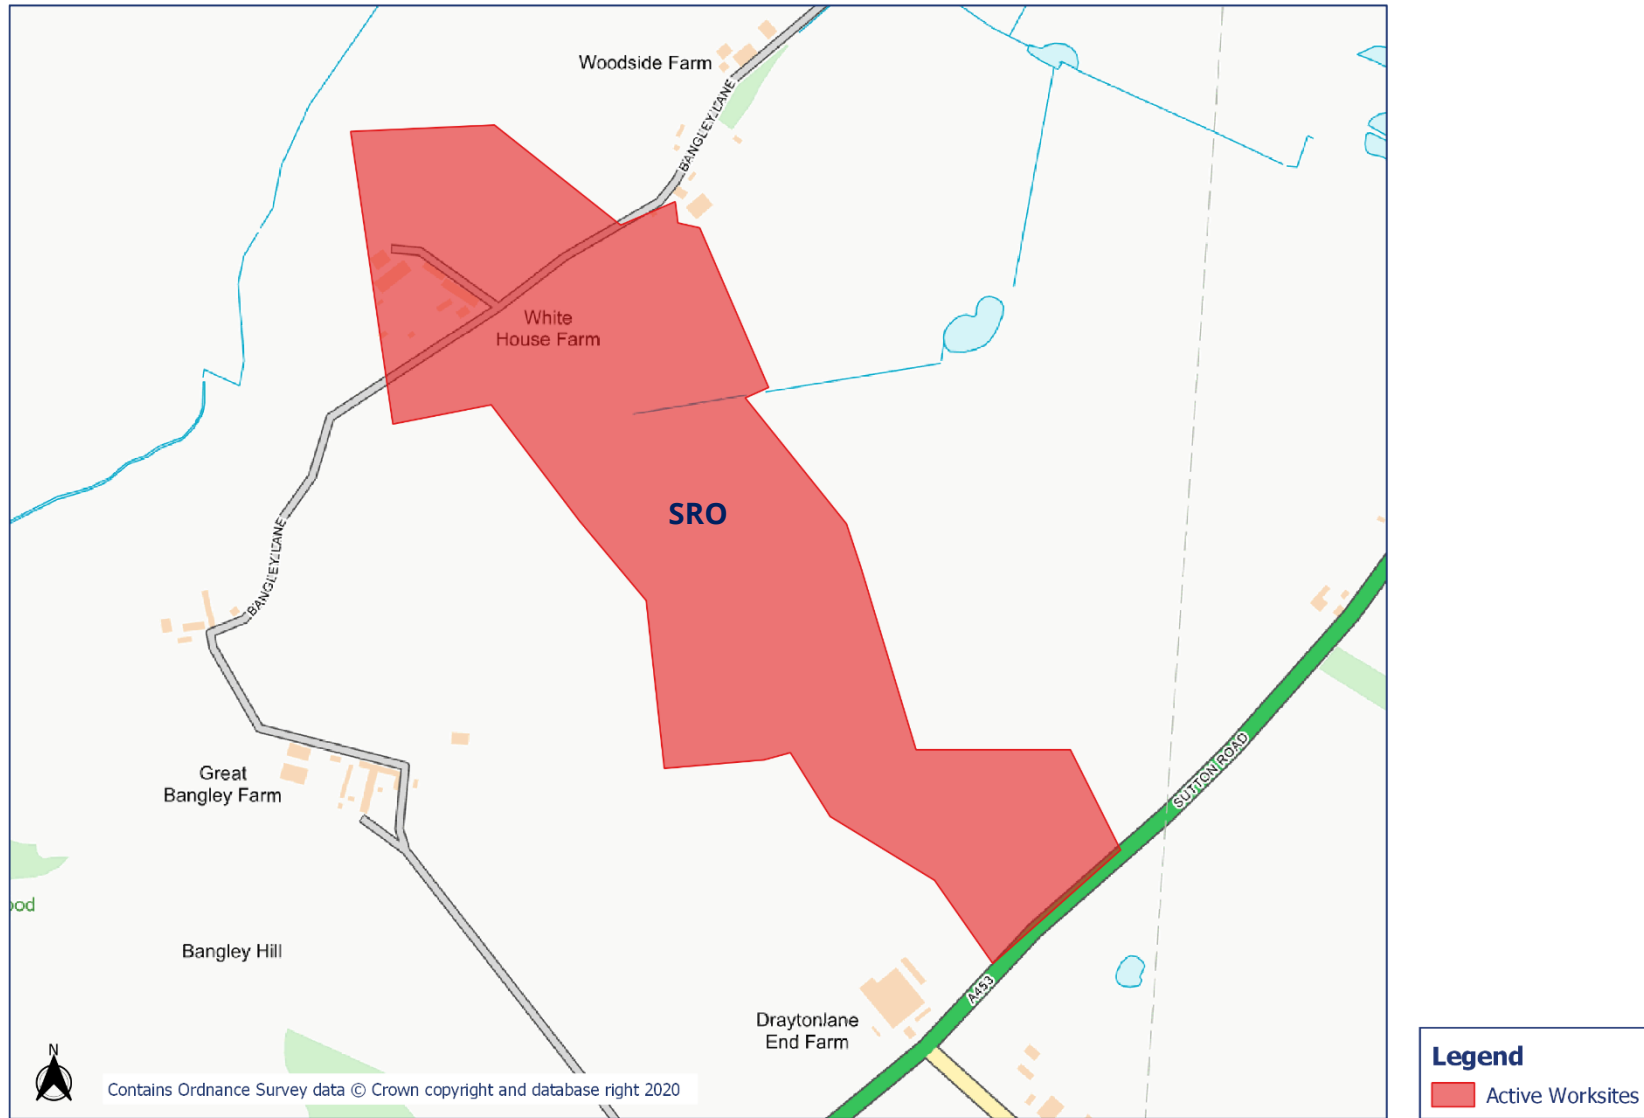 Woodside Farm
BANGLEY LANE
White
House Farm
SRO
BANGLEY LANE
SUTTON ROAD
Great
Bangley Farm
ood
Bangley Hill
A453
Draytonlane
End Farm
N
Contains Ordnance Survey data © Crown copyright and database right 2020
Legend
Active Worksites